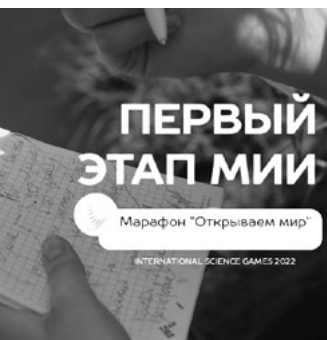 ПЕРВЫЙ
ЭТАП МИИ
Марафон "Открываем мир"
INTERNATIONAL SCIENCE GAMES 2022